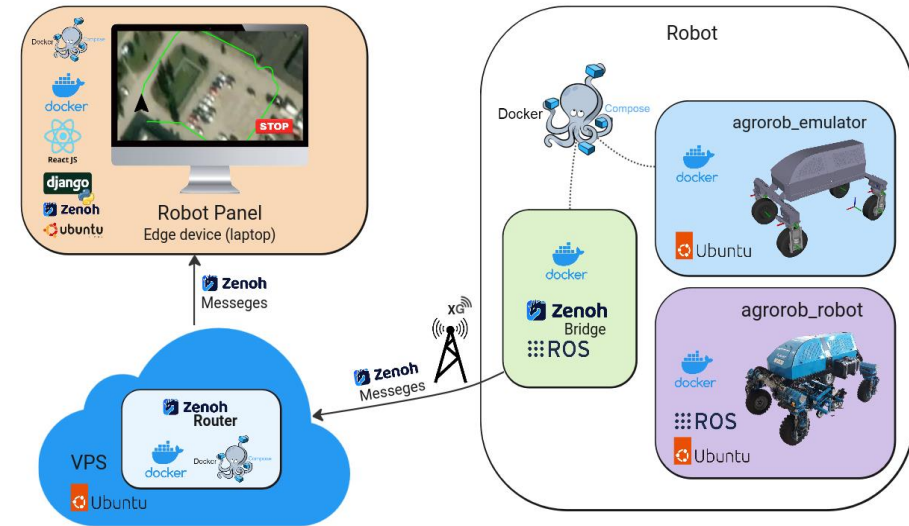 Docker
Compose
docker
React JS
django
Zenoh
ubuntu
STOP
Robot Panel
Edge device (laptop)
Zenoh
Messeges
VPS
Ubuntu
Zenoh
Router
docker
Docker
Compose
XG
Zenoh
Messeges
Robot
Docker
Compose
docker
Zenoh
Bridge
ROS
agrorob_emulator
docker
Ubuntu
agrorob_robot
docker
ROS
Ubuntu